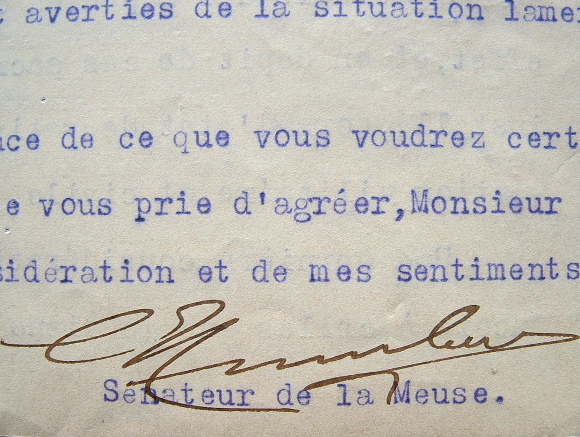 t averties de la situation lamen
nce de ce que vous voudrez cert
e vous prie d'agréer,Monsieur
sidération et de mes sentiments
Sénateur de la Meuse.